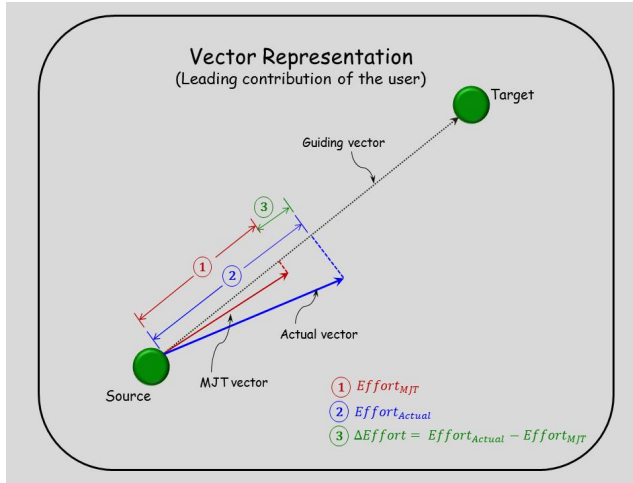 Vector Representation
(Leading contribution of the user)
Target
Guiding vector
3
1
2
Actual vector
MJT vector
Source
1 Effort_MJT
2 Effort_Actual
3 ΔEffort = Effort_Actual − Effort_MJT